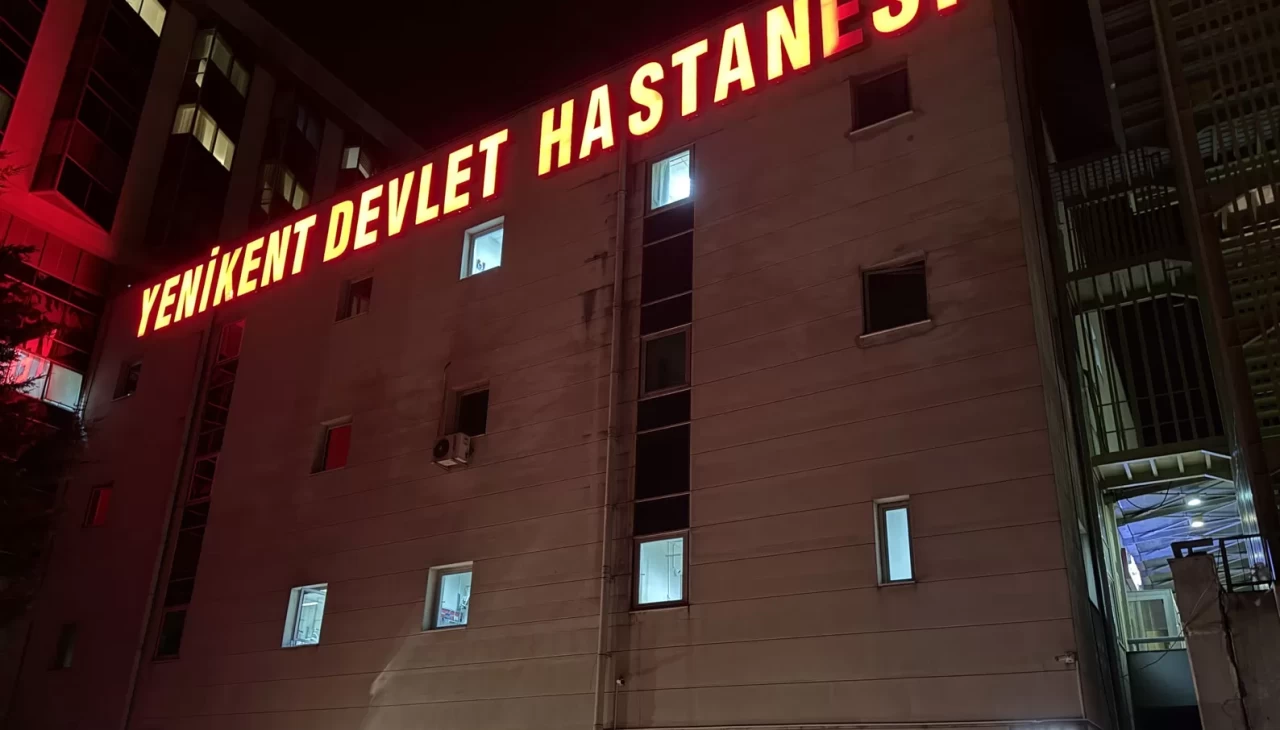 YENİKENT DEVLET HASTANESİ